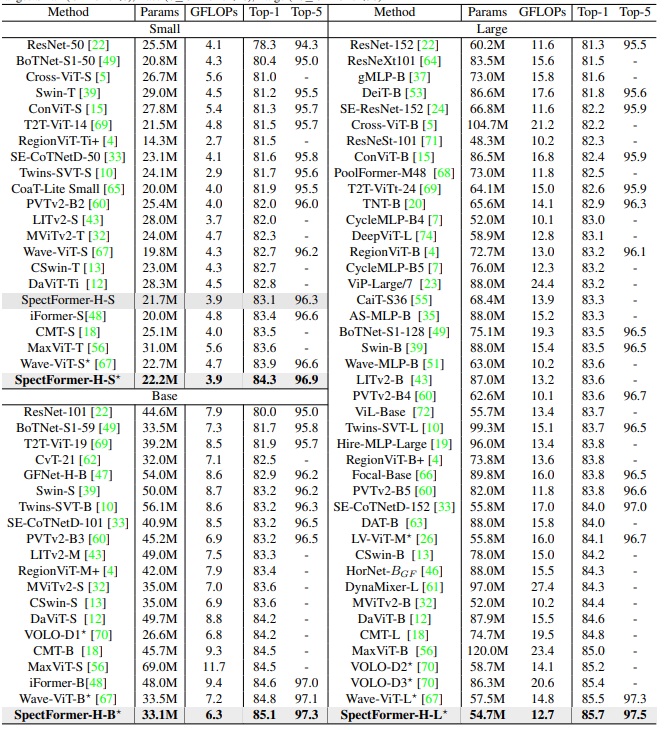 Method Params GFLOPs Top-1 Top-5
Small
ResNet-50 [22] 25.5M 4.1 78.3 94.3
BoTNet-S1-50 [49] 20.8M 4.3 80.4 95.0
Cross-ViT-S [5] 26.7M 5.6 81.0 -
Swin-T [39] 29.0M 4.5 81.2 95.5
ConViT-S [15] 27.8M 5.4 81.3 95.7
T2T-ViT-14 [69] 21.5M 4.8 81.5 95.7
RegionViT-Ti+ [4] 14.3M 2.7 81.5 -
SE-CoTNetD-50 [33] 23.1M 4.1 81.6 95.8
Twins-SVT-S [10] 24.1M 2.9 81.7 95.6
CoaT-Lite Small [65] 20.0M 4.0 81.9 95.5
PVTv2-B2 [60] 25.4M 4.0 82.0 96.0
LITv2-S [43] 28.0M 3.7 82.0 -
MViTv2-T [32] 24.0M 4.7 82.3 -
Wave-ViT-S [67] 19.8M 4.3 82.7 96.2
CSwin-T [13] 23.0M 4.3 82.7 -
DaViT-Ti [12] 28.3M 4.5 82.8 -
SpectFormer-H-S 21.7M 3.9 83.1 96.3
iFormer-S[48] 20.0M 4.8 83.4 96.6
CMT-S [18] 25.1M 4.0 83.5 -
MaxViT-T [56] 31.0M 5.6 83.6 -
Wave-ViT-S* [67] 22.7M 4.7 83.9 96.6
SpectFormer-H-S* 22.2M 3.9 84.3 96.9
Base
ResNet-101 [22] 44.6M 7.9 80.0 95.0
BoTNet-S1-59 [49] 33.5M 7.3 81.7 95.8
T2T-ViT-19 [69] 39.2M 8.5 81.9 95.7
CvT-21 [62] 32.0M 7.1 82.5 -
GFNet-H-B [47] 54.0M 8.6 82.9 96.2
Swin-S [39] 50.0M 8.7 83.2 96.2
Twins-SVT-B [10] 56.1M 8.6 83.2 96.3
SE-CoTNetD-101 [33] 40.9M 8.5 83.2 96.5
PVTv2-B3 [60] 45.2M 6.9 83.2 96.5
LITv2-M [43] 49.0M 7.5 83.3 -
RegionViT-M+ [4] 42.0M 7.9 83.4 -
MViTv2-S [32] 35.0M 7.0 83.6 -
CSwin-S [13] 35.0M 6.9 83.6 -
DaViT-S [12] 49.7M 8.8 84.2 -
VOLO-D1* [70] 26.6M 6.8 84.2 -
CMT-B [18] 45.7M 9.3 84.5 -
MaxViT-S [56] 69.0M 11.7 84.5 -
iFormer-B[48] 48.0M 9.4 84.6 97.0
Wave-ViT-B* [67] 33.5M 7.2 84.8 97.1
SpectFormer-H-B* 33.1M 6.3 85.1 97.3
Method Params GFLOPs Top-1 Top-5
Large
ResNet-152 [22] 60.2M 11.6 81.3 95.5
ResNeXt101 [64] 83.5M 15.6 81.5 -
gMLP-B [37] 73.0M 15.8 81.6 -
DeiT-B [53] 86.6M 17.6 81.8 95.6
SE-ResNet-152 [24] 66.8M 11.6 82.2 95.9
Cross-ViT-B [5] 104.7M 21.2 82.2 -
ResNeSt-101 [71] 48.3M 10.2 82.3 -
ConViT-B [15] 86.5M 16.8 82.4 95.9
PoolFormer-M48 [68] 73.0M 11.8 82.5 -
T2T-ViTt-24 [69] 64.1M 15.0 82.6 95.9
TNT-B [20] 65.6M 14.1 82.9 96.3
CycleMLP-B4 [7] 52.0M 10.1 83.0 -
DeepViT-L [74] 58.9M 12.8 83.1 -
RegionViT-B [4] 72.7M 13.0 83.2 96.1
CycleMLP-B5 [7] 76.0M 12.3 83.2 -
ViP-Large/7 [23] 88.0M 24.4 83.2 -
CaiT-S36 [55] 68.4M 13.9 83.3 -
AS-MLP-B [35] 88.0M 15.2 83.3 -
BoTNet-S1-128 [49] 75.1M 19.3 83.5 96.5
Swin-B [39] 88.0M 15.4 83.5 96.5
Wave-MLP-B [51] 63.0M 10.2 83.6 -
LITv2-B [43] 87.0M 13.2 83.6 -
PVTv2-B4 [60] 62.6M 10.1 83.6 96.7
ViL-Base [72] 55.7M 13.4 83.7 -
Twins-SVT-L [10] 99.3M 15.1 83.7 96.5
Hire-MLP-Large [19] 96.0M 13.4 83.8 -
RegionViT-B+ [4] 73.8M 13.6 83.8 -
Focal-Base [66] 89.8M 16.0 83.8 96.5
PVTv2-B5 [60] 82.0M 11.8 83.8 96.6
SE-CoTNetD-152 [33] 55.8M 17.0 84.0 97.0
DAT-B [63] 88.0M 15.8 84.0 -
LV-ViT-M* [26] 55.8M 16.0 84.1 96.7
CSwin-B [13] 78.0M 15.0 84.2 -
HorNet-B_GF [46] 88.0M 15.5 84.3 -
DynaMixer-L [61] 97.0M 27.4 84.3 -
MViTv2-B [32] 52.0M 10.2 84.4 -
DaViT-B [12] 87.9M 15.5 84.6 -
CMT-L [18] 74.7M 19.5 84.8 -
MaxViT-B [56] 120.0M 23.4 85.0 -
VOLO-D2* [70] 58.7M 14.1 85.2 -
VOLO-D3* [70] 86.3M 20.6 85.4 -
Wave-ViT-L* [67] 57.5M 14.8 85.5 97.3
SpectFormer-H-L* 54.7M 12.7 85.7 97.5